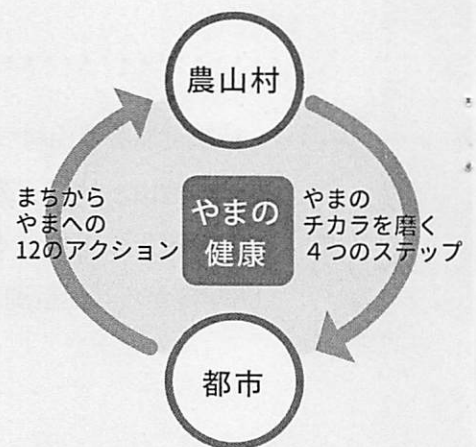 農山村
まちから
やまへの
12のアクション
やまの
健康
やまの
チカラを磨く
4つのステップ
都市